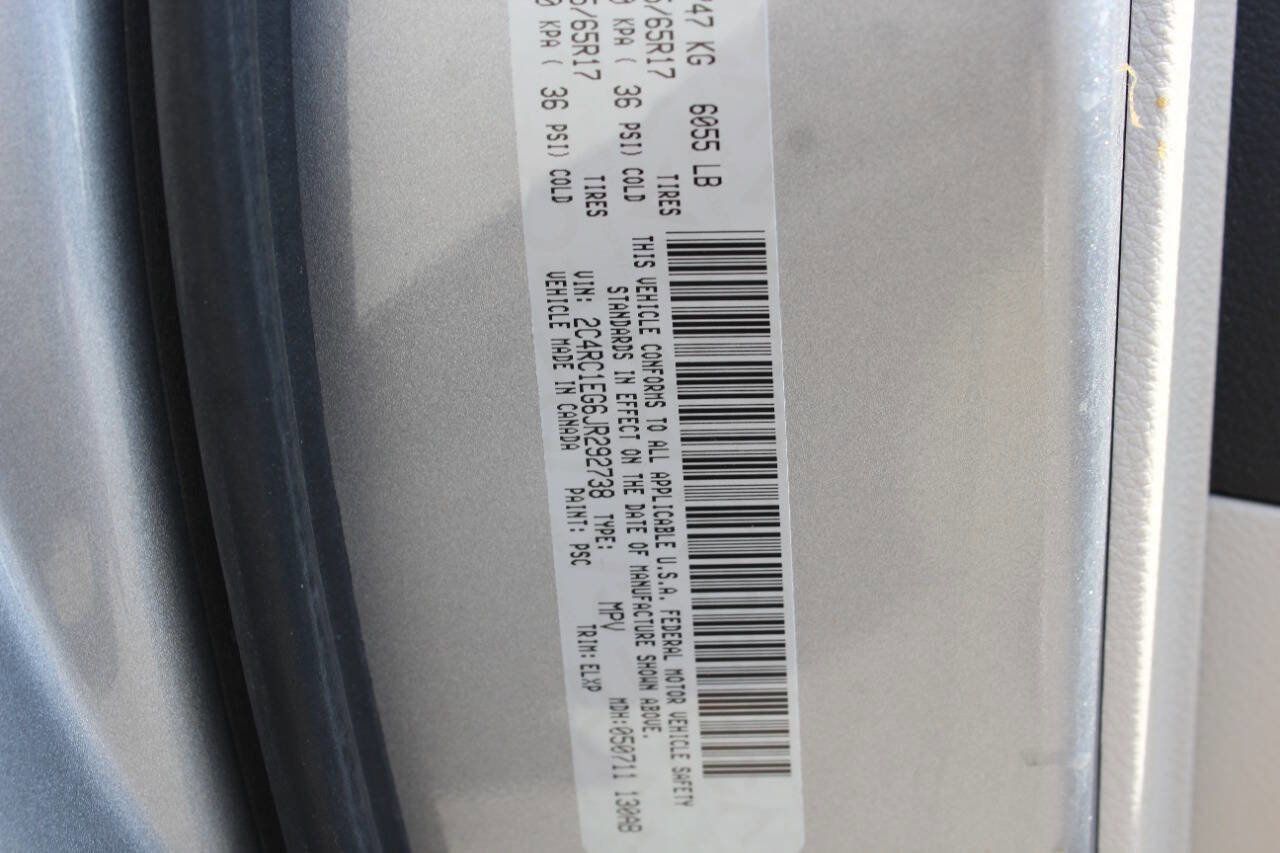 KG 6055 LB
/65R17 TIRES
KPA ( 36 PSI) COLD
/65R17 TIRES
KPA ( 36 PSI) COLD
THIS VEHICLE CONFORMS TO ALL APPLICABLE U.S.A. FEDERAL MOTOR VEHICLE SAFETY
STANDARDS IN EFFECT ON THE DATE OF MANUFACTURE SHOWN ABOVE.
VIN: 2C4RC1EG6JR292738 TYPE: MPV MDH:050711 130AB
VEHICLE MADE IN CANADA PAINT: PSC TRIM:ELXP